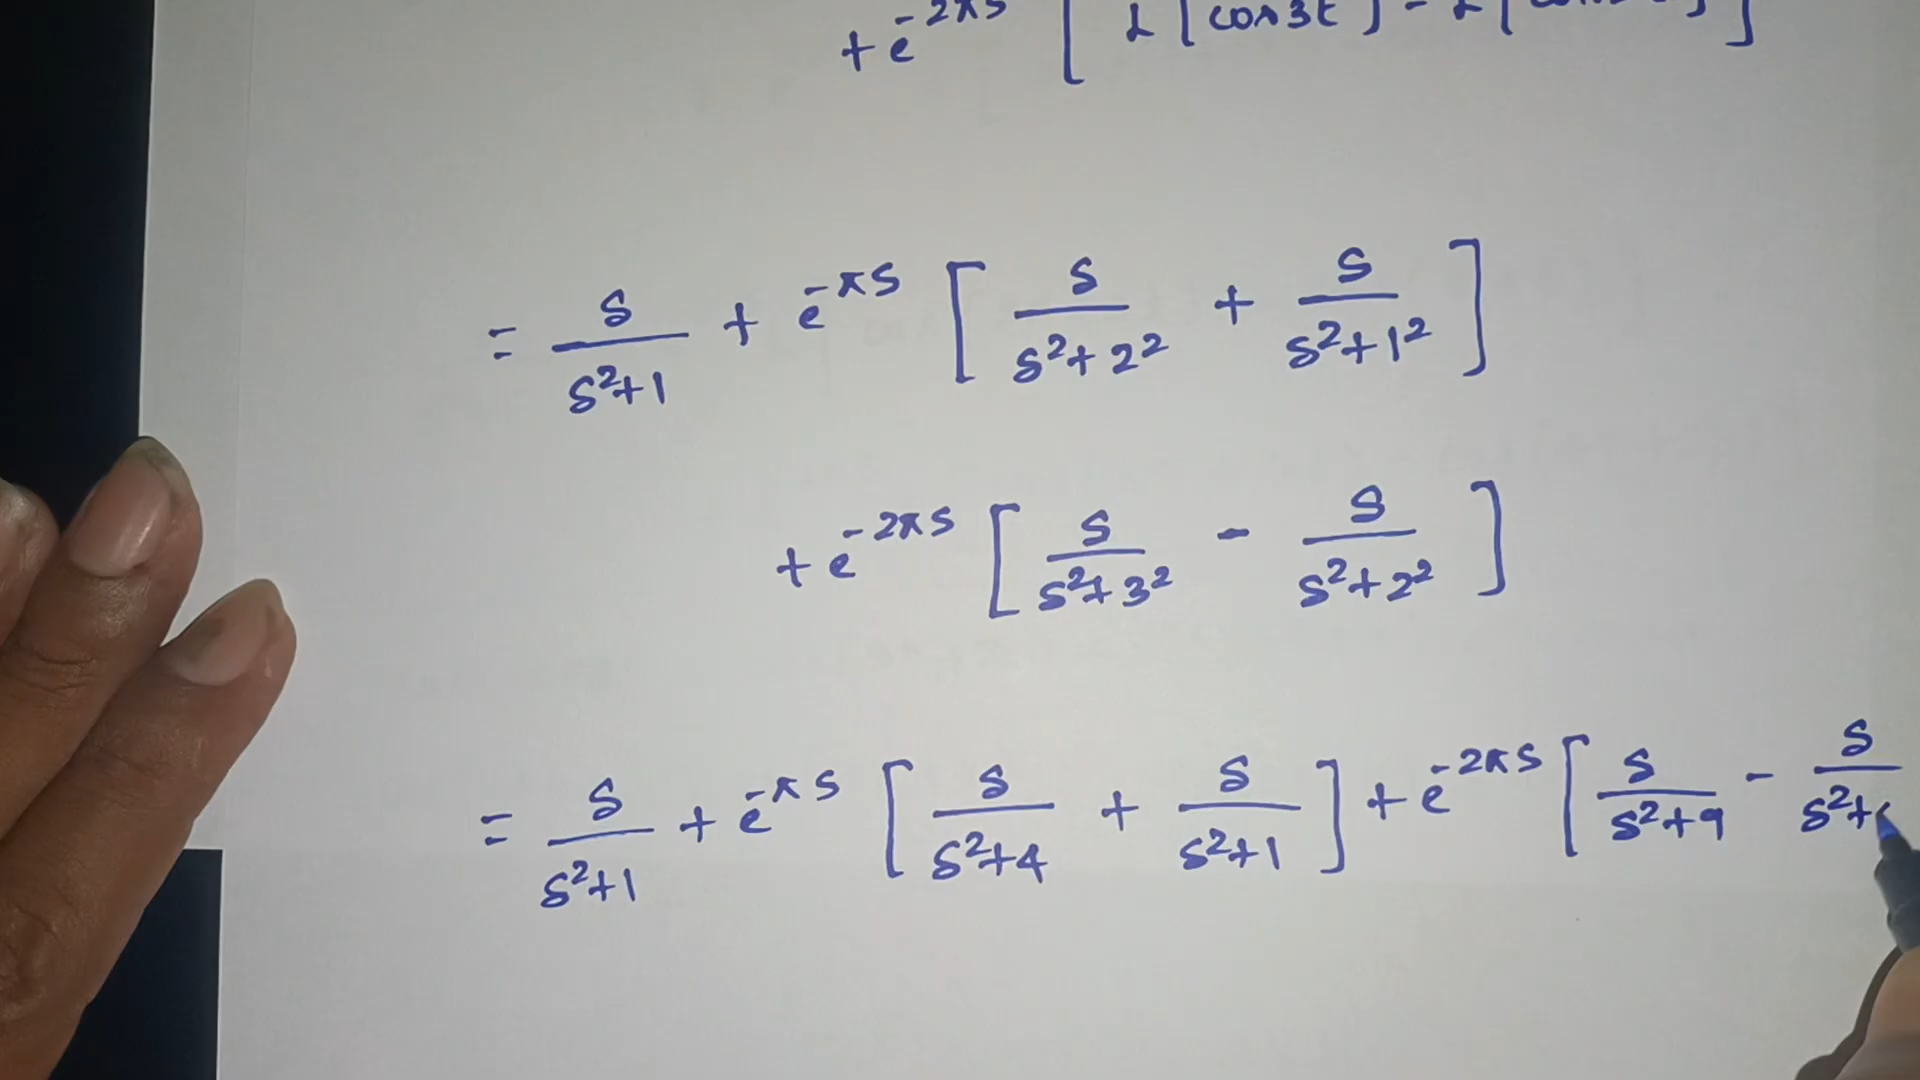 + e^{-2πs} [ L [cos3t] - L [
= s/(s²+1) + e^{-πs} [ s/(s²+2²) + s/(s²+1²) ]
+ e^{-2πs} [ s/(s²+3²) - s/(s²+2²) ]
= s/(s²+1) + e^{-πs} [ s/(s²+4) + s/(s²+1) ] + e^{-2πs} [ s/(s²+9) - s/(s²+